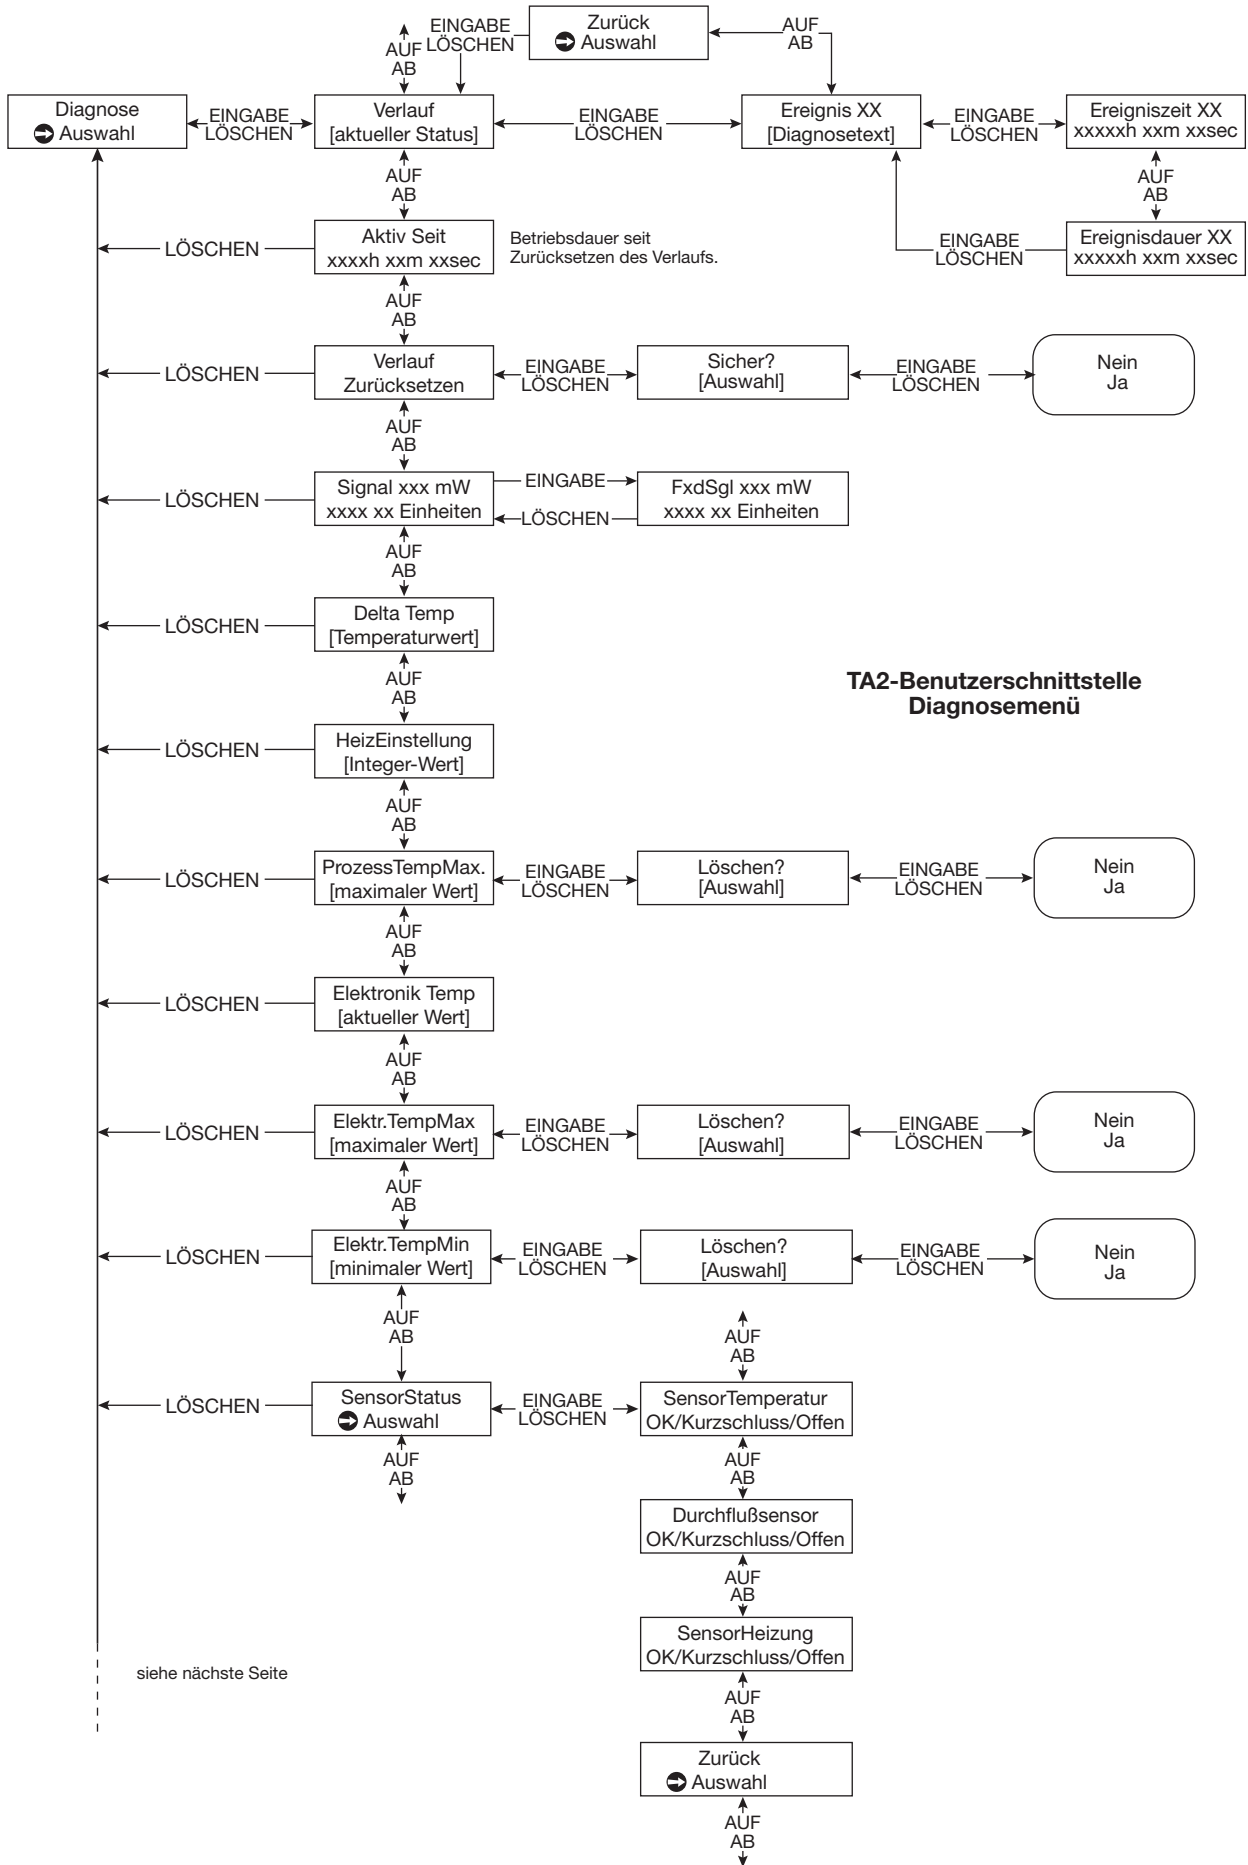 Zurück
Auswahl
EINGABE
LÖSCHEN
AUF
AB
AUF
AB
Diagnose
Auswahl
EINGABE
LÖSCHEN
Verlauf
[aktueller Status]
EINGABE
LÖSCHEN
Ereignis XX
[Diagnosetext]
EINGABE
LÖSCHEN
Ereigniszeit XX
xxxxxh xxm xxsec
AUF
AB
AUF
AB
LÖSCHEN
Aktiv Seit
xxxxh xxm xxsec
Betriebsdauer seit
Zurücksetzen des Verlaufs.
EINGABE
LÖSCHEN
Ereignisdauer XX
xxxxxh xxm xxsec
AUF
AB
LÖSCHEN
Verlauf
Zurücksetzen
EINGABE
LÖSCHEN
Sicher?
[Auswahl]
EINGABE
LÖSCHEN
Nein
Ja
AUF
AB
LÖSCHEN
Signal xxx mW
xxxx xx Einheiten
EINGABE
LÖSCHEN
FxdSgl xxx mW
xxxx xx Einheiten
AUF
AB
LÖSCHEN
Delta Temp
[Temperaturwert]
TA2-Benutzerschnittstelle
Diagnosemenü
AUF
AB
LÖSCHEN
HeizEinstellung
[Integer-Wert]
AUF
AB
LÖSCHEN
ProzessTempMax.
[maximaler Wert]
EINGABE
LÖSCHEN
Löschen?
[Auswahl]
EINGABE
LÖSCHEN
Nein
Ja
AUF
AB
LÖSCHEN
Elektronik Temp
[aktueller Wert]
AUF
AB
LÖSCHEN
Elektr.TempMax
[maximaler Wert]
EINGABE
LÖSCHEN
Löschen?
[Auswahl]
EINGABE
LÖSCHEN
Nein
Ja
AUF
AB
LÖSCHEN
Elektr.TempMin
[minimaler Wert]
EINGABE
LÖSCHEN
Löschen?
[Auswahl]
EINGABE
LÖSCHEN
Nein
Ja
AUF
AB
AUF
AB
LÖSCHEN
SensorStatus
Auswahl
EINGABE
LÖSCHEN
SensorTemperatur
OK/Kurzschluss/Offen
AUF
AB
AUF
AB
Durchflußsensor
OK/Kurzschluss/Offen
AUF
AB
SensorHeizung
OK/Kurzschluss/Offen
siehe nächste Seite
AUF
AB
Zurück
Auswahl
AUF
AB